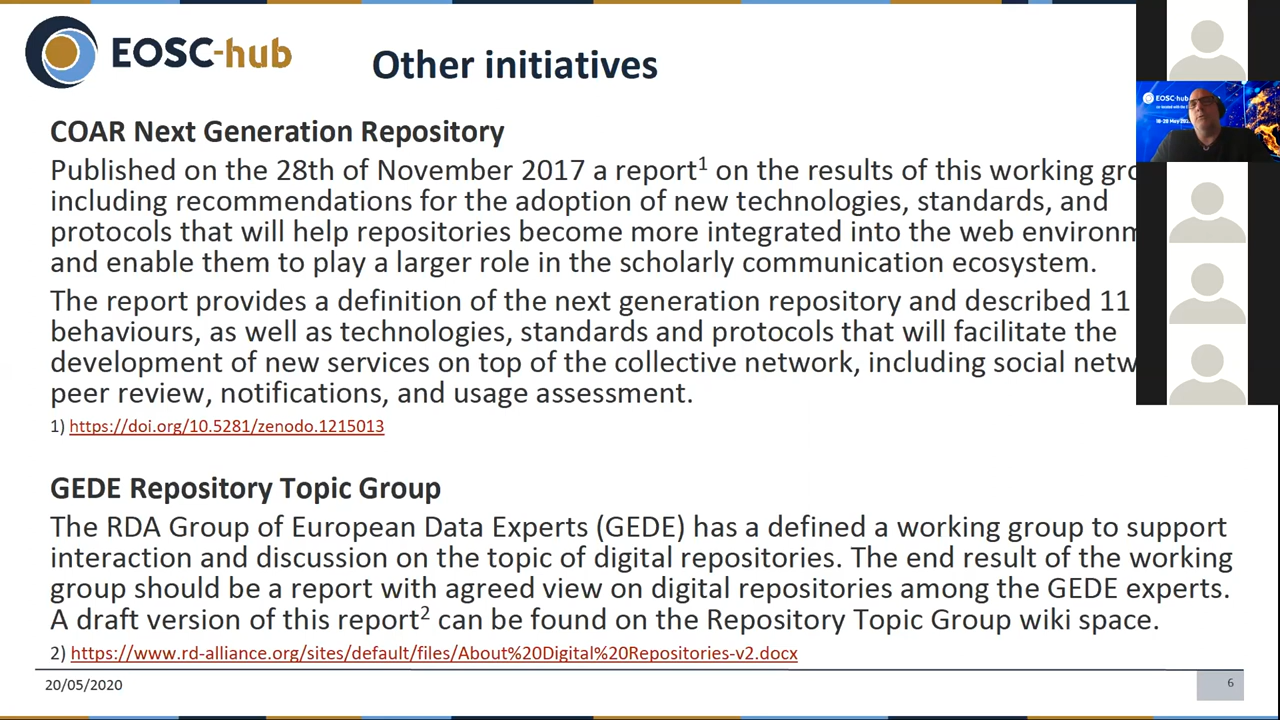 EOSC-hub
Other initiatives
COAR Next Generation Repository
Published on the 28th of November 2017 a report1 on the results of this working
including recommendations for the adoption of new technologies, standards, and
protocols that will help repositories become more integrated into the web
and enable them to play a larger role in the scholarly communication ecosystem.
The report provides a definition of the next generation repository and described 11
behaviours, as well as technologies, standards and protocols that will facilitate the
development of new services on top of the collective network, including social
peer review, notifications, and usage assessment.
1) https://doi.org/10.5281/zenodo.1215013
GEDE Repository Topic Group
The RDA Group of European Data Experts (GEDE) has a defined a working group to support
interaction and discussion on the topic of digital repositories. The end result of the working
group should be a report with agreed view on digital repositories among the GEDE experts.
A draft version of this report2 can be found on the Repository Topic Group wiki space.
2) https://www.rd-alliance.org/sites/default/files/About%20Digital%20Repositories-v2.docx
20/05/2020
6
EOSC-hub